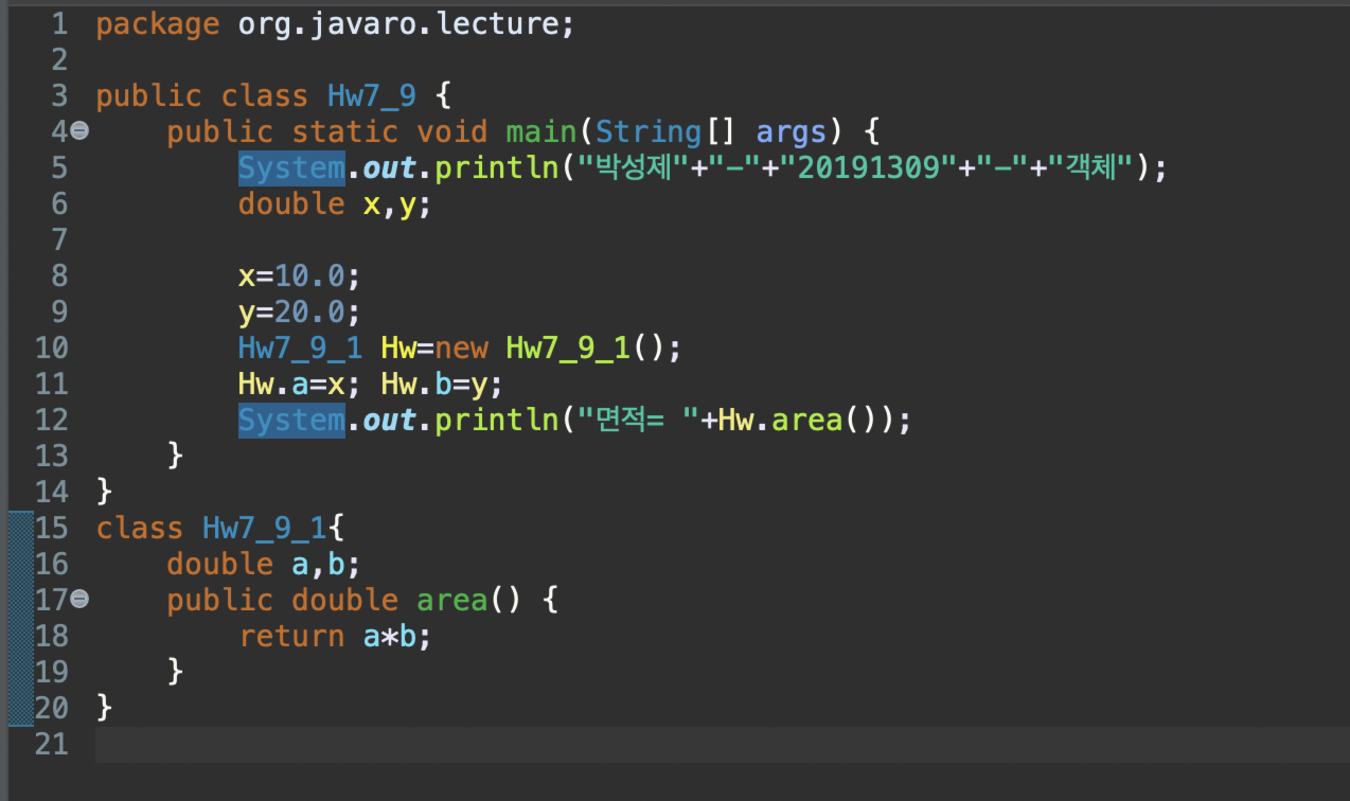 1 package org.javaro.lecture;
2
3 public class Hw7_9 {
4 public static void main(String[] args) {
5 System.out.println("박성제"+"-"+"20191309"+"-"+"객체");
6 double x,y;
7
8 x=10.0;
9 y=20.0;
10 Hw7_9_1 Hw=new Hw7_9_1();
11 Hw.a=x; Hw.b=y;
12 System.out.println("면적= "+Hw.area());
13 }
14 }
15 class Hw7_9_1{
16 double a,b;
17 public double area() {
18 return a*b;
19 }
20 }
21